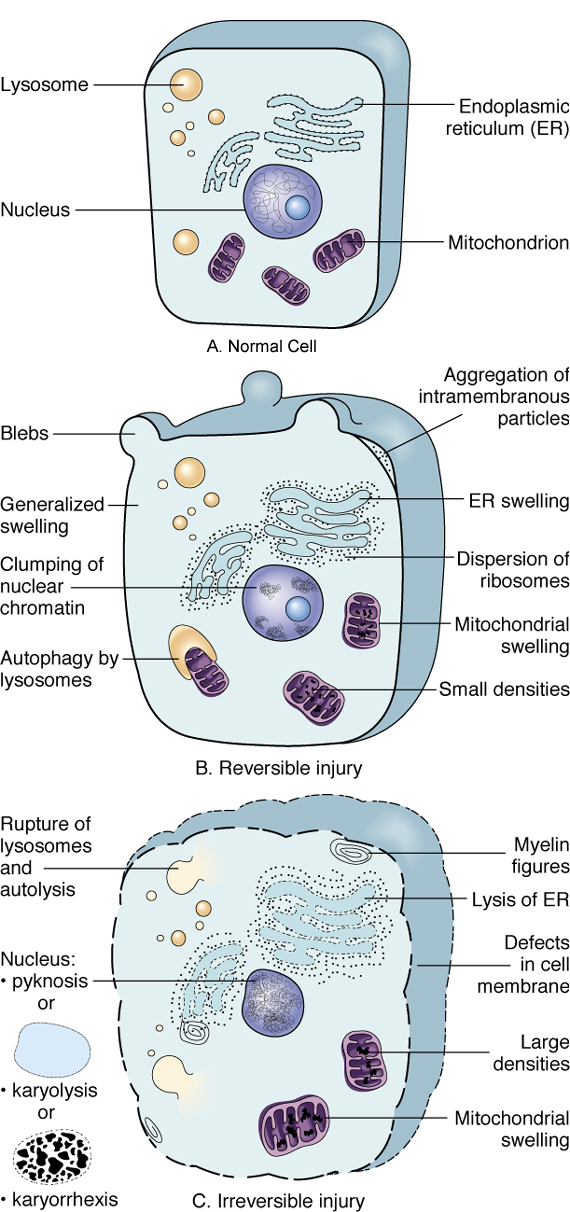 Lysosome
Endoplasmic
reticulum (ER)
Nucleus
Mitochondrion
A. Normal Cell
Aggregation of
intramembranous
particles
Blebs
Generalized
swelling
ER swelling
Clumping of
nuclear
chromatin
Dispersion of
ribosomes
Mitochondrial
swelling
Autophagy by
lysosomes
Small densities
B. Reversible injury
Rupture of
lysosomes
and
autolysis
Myelin
figures
Lysis of ER
Defects
in cell
membrane
Nucleus:
• pyknosis
or
• karyolysis
or
• karyorrhexis
Large
densities
Mitochondrial
swelling
C. Irreversible injury